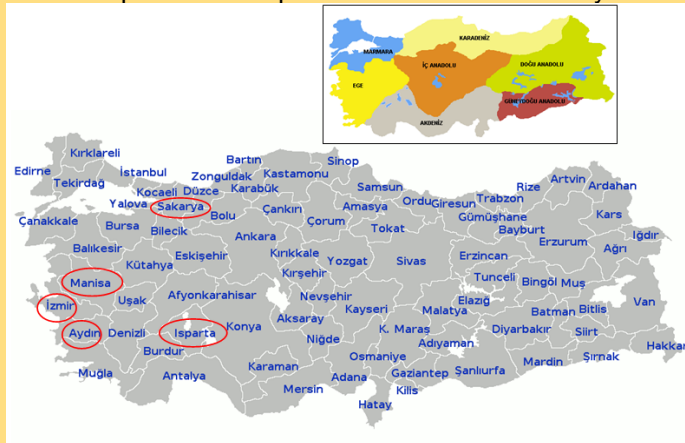 MARMARA
KARADENİZ
İÇ ANADOLU
DOĞU ANADOLU
EGE
GÜNEYDOĞU ANADOLU
AKDENİZ
Kırklareli
Edirne
Tekirdağ
İstanbul
Bartın
Zonguldak
Kastamonu
Sinop
Kocaeli
Düzce
Karabük
Samsun
Artvin
Rize
Ardahan
Yalova
Sakarya
Bolu
Çankırı
Amasya
Ordu
Giresun
Trabzon
Çanakkale
Bursa
Bilecik
Çorum
Tokat
Gümüşhane
Bayburt
Kars
Iğdır
Balıkesir
Ankara
Erzurum
Ağrı
Kütahya
Eskişehir
Kırıkkale
Yozgat
Sivas
Erzincan
Manisa
Kırşehir
Tunceli
Bingöl
Muş
İzmir
Uşak
Afyonkarahisar
Nevşehir
Kayseri
Malatya
Elazığ
Batman
Bitlis
Van
Aydın
Denizli
Isparta
Konya
Aksaray
Niğde
K. Maraş
Adıyaman
Diyarbakır
Siirt
Hakkar
Burdur
Osmaniye
Mardin
Şırnak
Muğla
Antalya
Karaman
Mersin
Adana
Gaziantep
Şanlıurfa
Kilis
Hatay